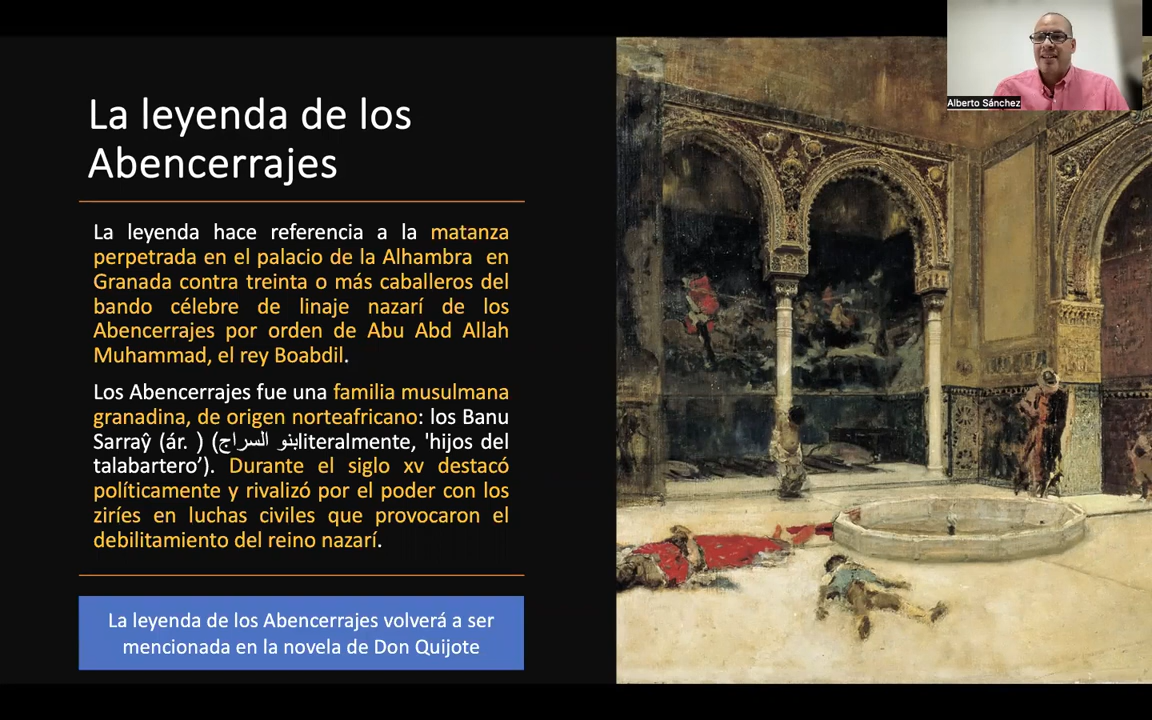 Alberto Sánchez
La leyenda de los
Abencerrajes
La leyenda hace referencia a la matanza
perpetrada en el palacio de la Alhambra en
Granada contra treinta o más caballeros del
bando célebre de linaje nazarí de los
Abencerrajes por orden de Abu Abd Allah
Muhammad, el rey Boabdil.
Los Abencerrajes fue una familia musulmana
granadina, de origen norteafricano: los Banu
Sarraŷ (ár. ) (بنو السراجliteralmente, 'hijos del
talabartero’). Durante el siglo xv destacó
políticamente y rivalizó por el poder con los
ziríes en luchas civiles que provocaron el
debilitamiento del reino nazarí.
La leyenda de los Abencerrajes volverá a ser
mencionada en la novela de Don Quijote